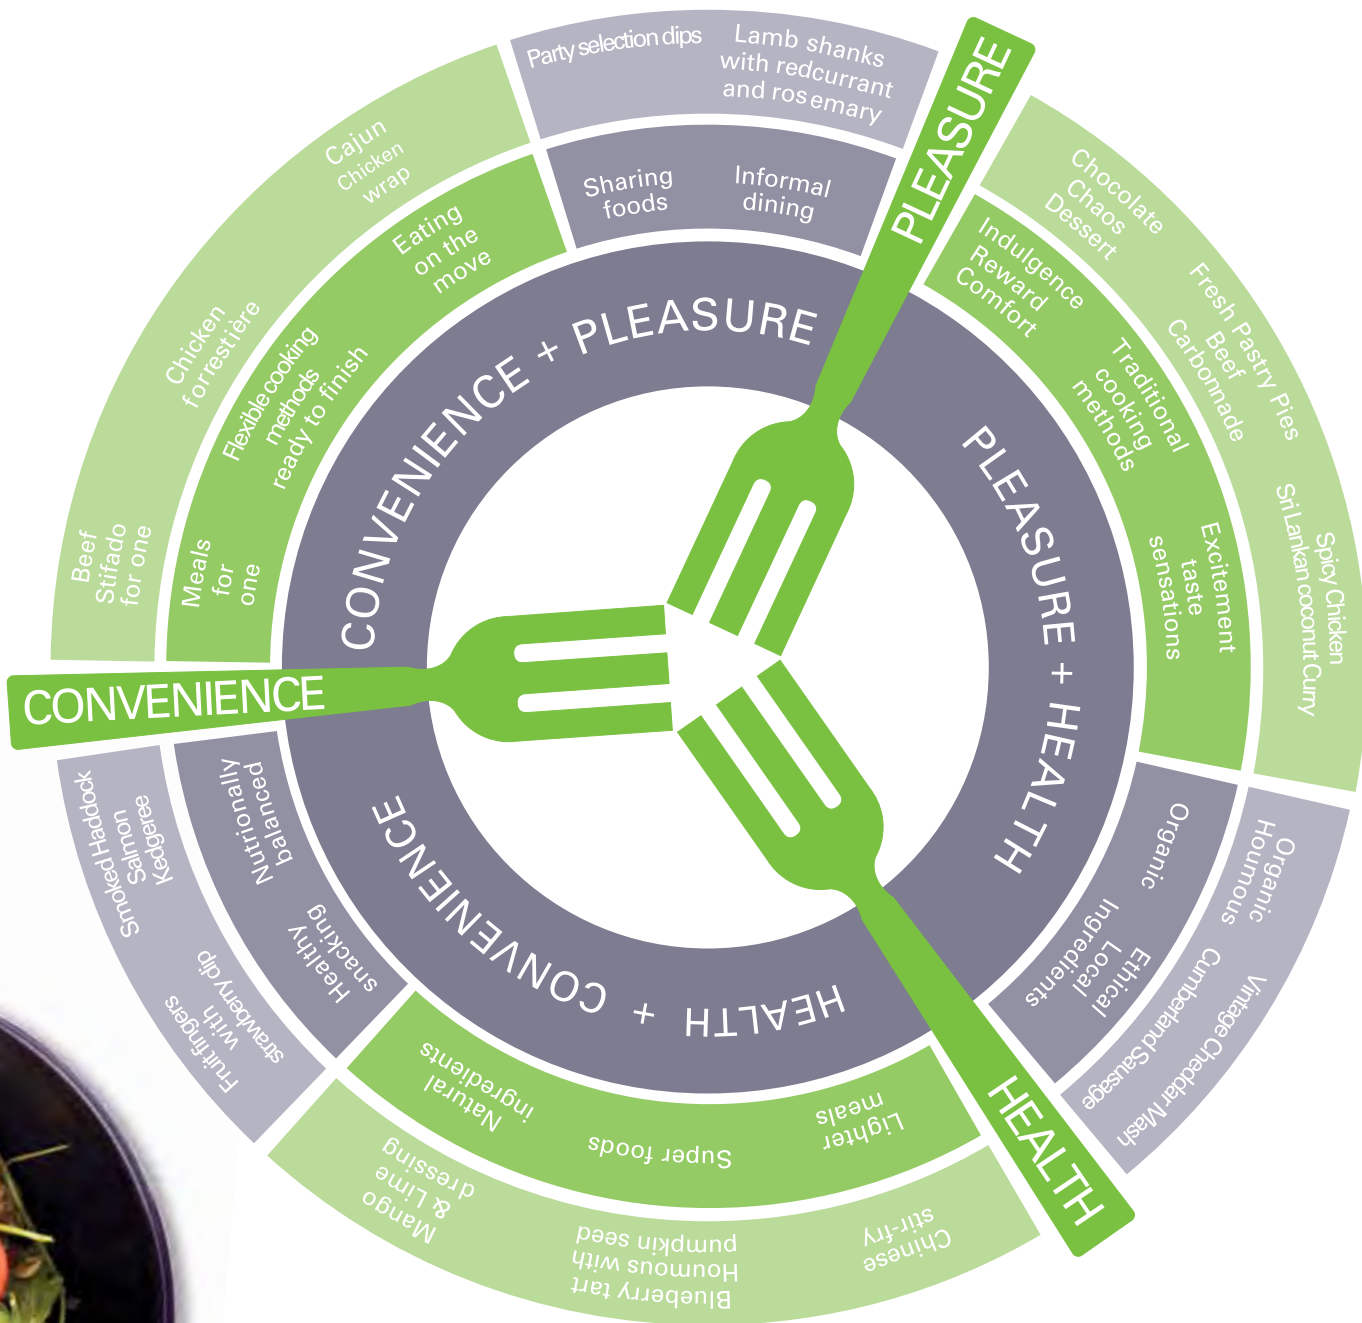 PLEASURE
CONVENIENCE
HEALTH
CONVENIENCE + PLEASURE
PLEASURE + HEALTH
HEALTH + CONVENIENCE
Party selection dips
Lamb shanks
with redcurrant
and rosemary
Sharing
foods
Informal
dining
Chocolate
Chaos
Dessert
Fresh Pastry Pies
Beef
Carbonnade
Spicy Chicken
Sri Lankan coconut Curry
Indulgence
Reward
Comfort
Traditional
cooking
methods
Excitement
taste
sensations
Organic
Houmous
Vintage Cheddar Mash
Cumberland Sausage
Organic
Ethical
Local
Ingredients
Lighter
meals
Super foods
Natural
ingredients
Chinese
stir-fry
Blueberry tart
Houmous with
pumpkin seed
Mango
& Lime
dressing
Healthy
snacking
Nutritionally
balanced
Fruit fingers
with
strawberry dip
Smoked Haddock
Salmon
Kedgeree
Meals
for
one
Flexible cooking
methods
ready to finish
Eating
on the
move
Beef
Stifado
for one
Chicken
forrestière
Cajun
Chicken
wrap